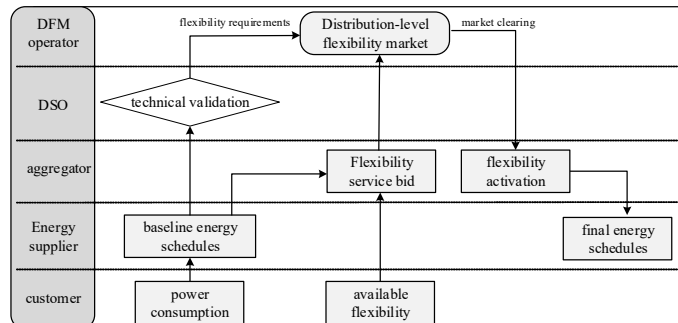 DFM
operator
flexibility requirements
Distribution-level
flexibility market
market clearing
DSO
technical validation
aggregator
Flexibility
service bid
flexibility
activation
Energy
supplier
baseline energy
schedules
final energy
schedules
customer
power
consumption
available
flexibility